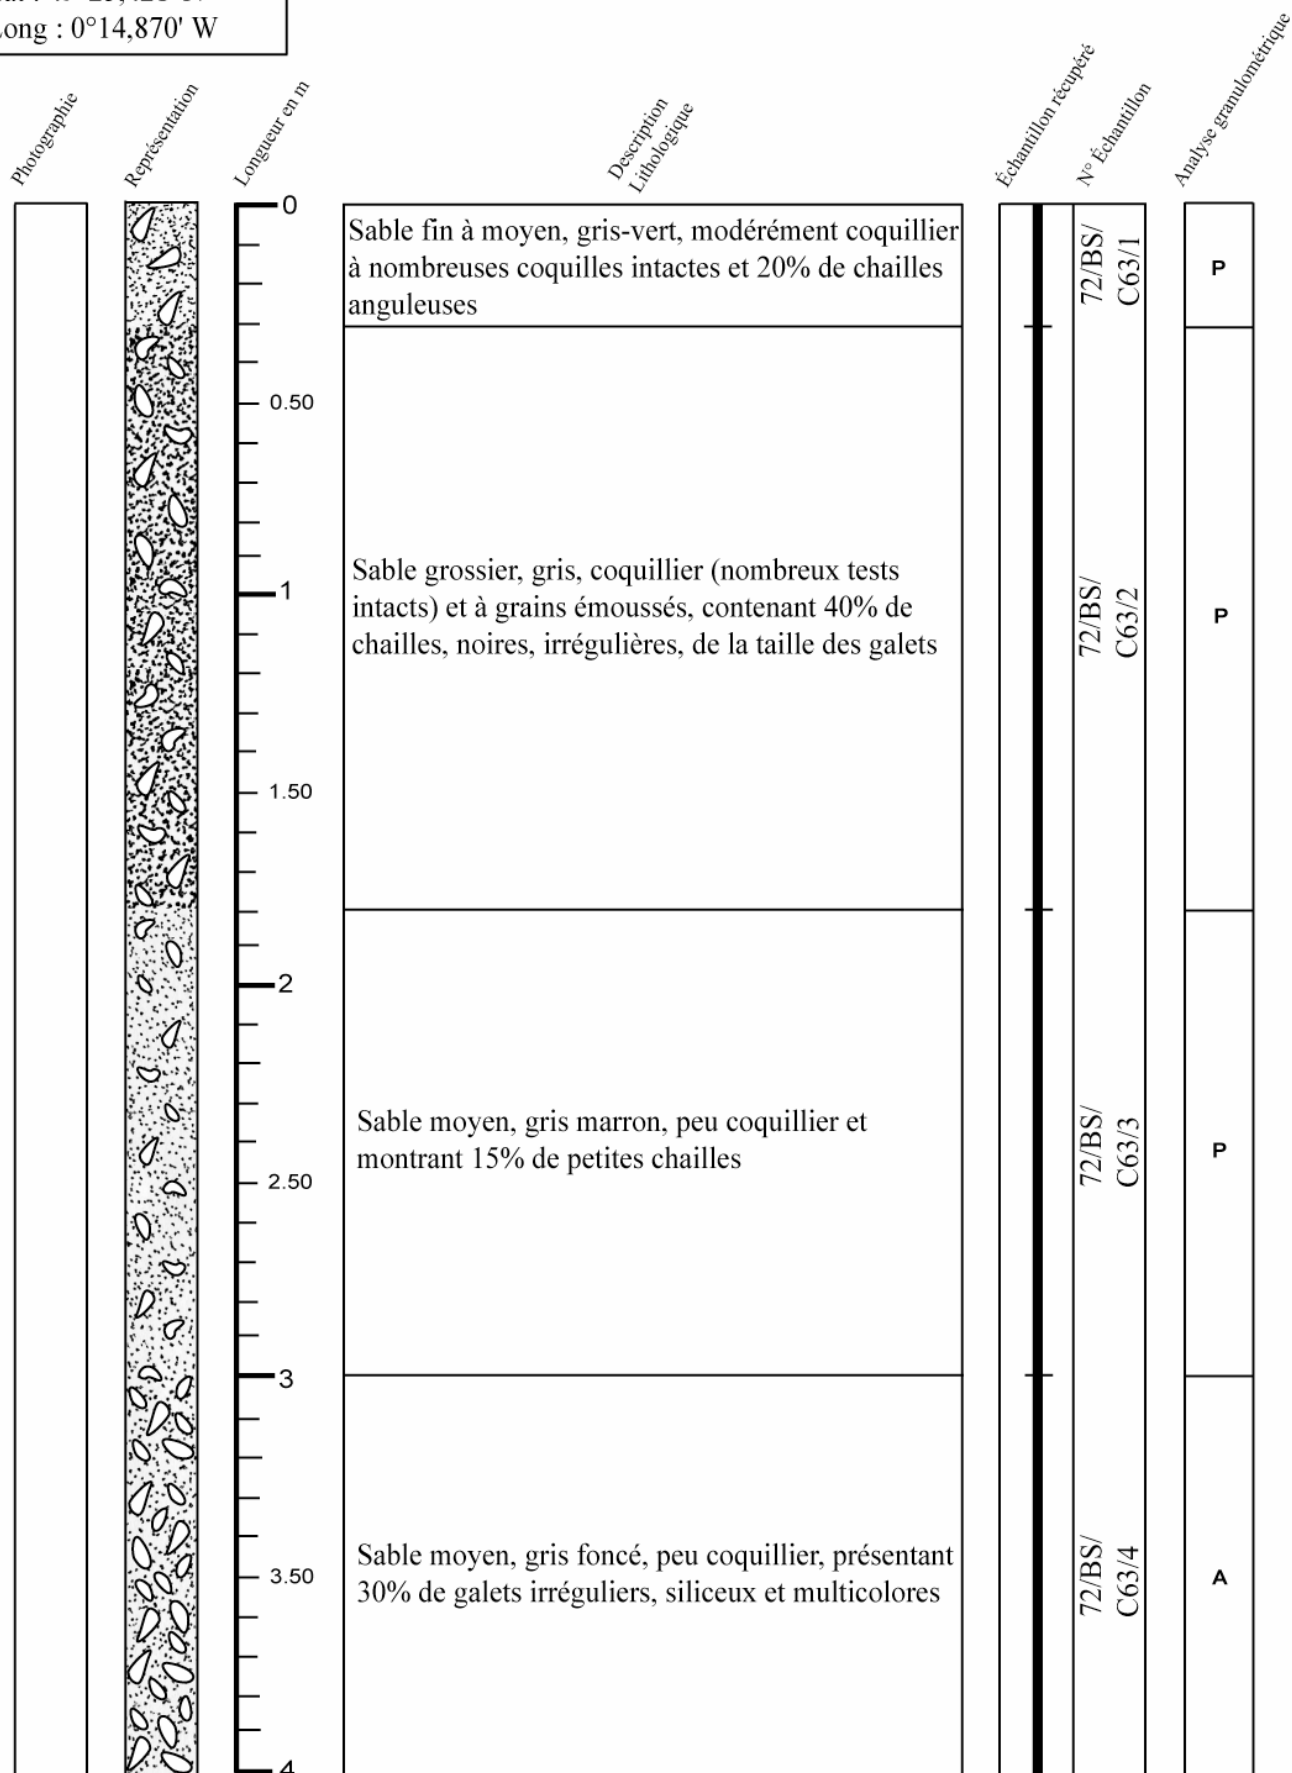 Long : 0°14,870' W
Photographie
Représentation
Longueur en m
Description
Lithologique
Échantillon récupéré
N° Échantillon
Analyse granulométrique
0
Sable fin à moyen, gris-vert, modérément coquillier
à nombreuses coquilles intactes et 20% de chailles
anguleuses
72/BS/
C63/1
P
0.50
Sable grossier, gris, coquillier (nombreux tests
intacts) et à grains émoussés, contenant 40% de
chailles, noires, irrégulières, de la taille des galets
72/BS/
C63/2
P
1
1.50
2
Sable moyen, gris marron, peu coquillier et
montrant 15% de petites chailles
72/BS/
C63/3
P
2.50
3
Sable moyen, gris foncé, peu coquillier, présentant
30% de galets irréguliers, siliceux et multicolores
72/BS/
C63/4
A
3.50
4